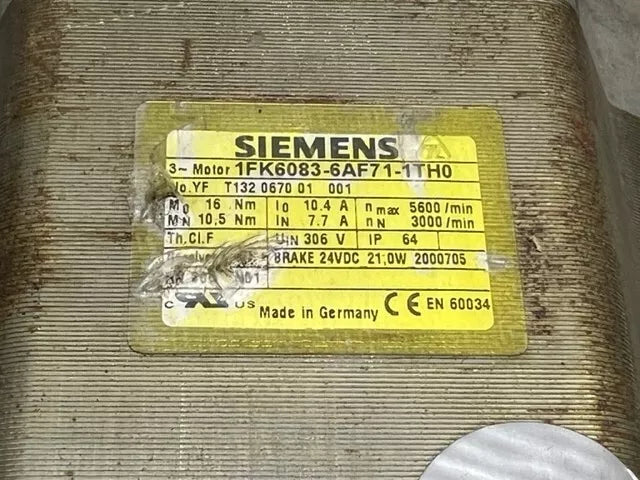 SIEMENS
3~ Motor 1FK6083-6AF71-1TH0
No.YF T132 0670 01 001
M0 16 Nm I0 10.4 A n max 5600 /min
MN 10,5 Nm IN 7.7 A nN 3000 /min
Th.Cl.F UIN 306 V IP 64
BRAKE 24VDC 21,0W 2000705
C US Made in Germany CE EN 60034